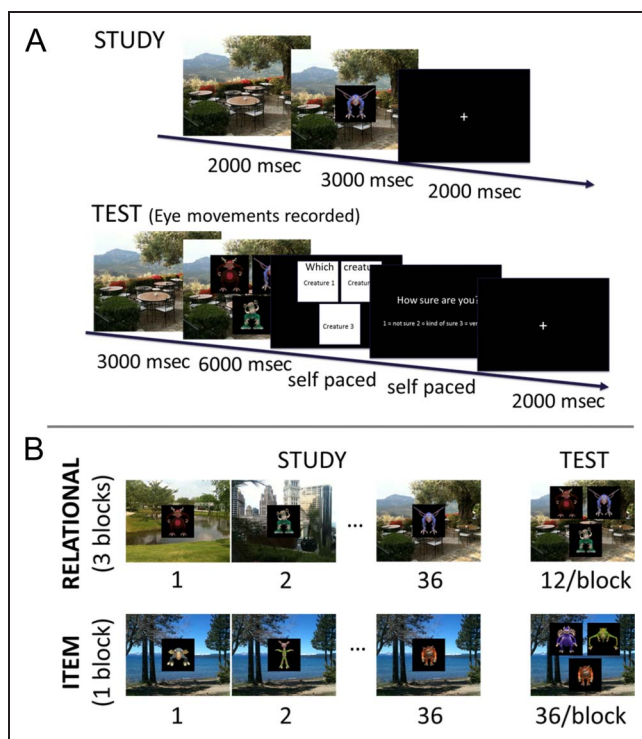 A
STUDY
+
2000 msec
3000 msec
2000 msec
TEST (Eye movements recorded)
Which creatu
Creature 1
Creatur
Creature 3
How sure are you?
1 = not sure 2 = kind of sure 3 = ver
+
3000 msec
6000 msec
self paced
self paced
2000 msec
B
STUDY
TEST
RELATIONAL
(3 blocks)
...
1
2
36
12/block
ITEM
(1 block)
...
1
2
36
36/block